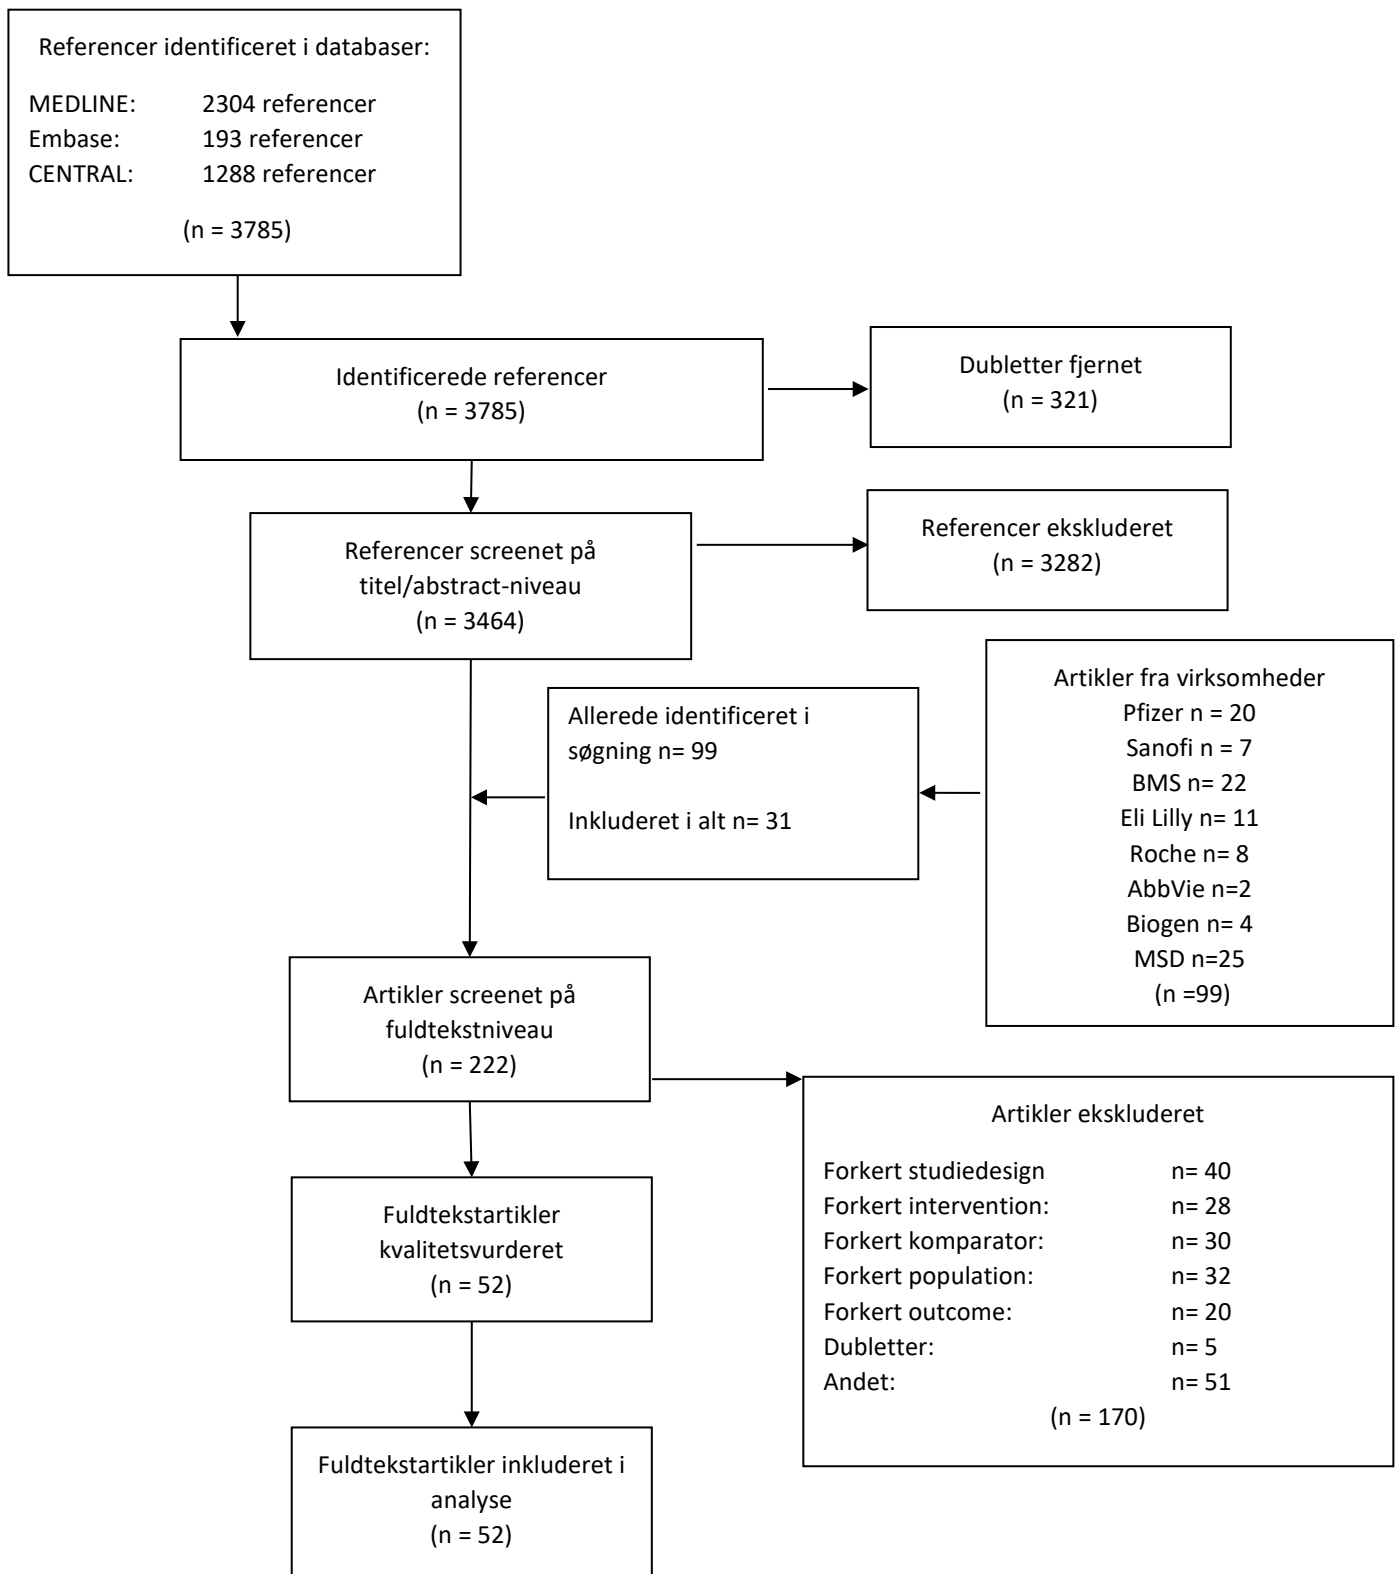 Referencer identificeret i databaser:
MEDLINE: 2304 referencer
Embase: 193 referencer
CENTRAL: 1288 referencer
(n = 3785)
Identificerede referencer
(n = 3785)
Dubletter fjernet
(n = 321)
Referencer screenet på
titel/abstract-niveau
(n = 3464)
Referencer ekskluderet
(n = 3282)
Artikler fra virksomheder
Pfizer n = 20
Sanofi n = 7
BMS n= 22
Eli Lilly n= 11
Roche n= 8
AbbVie n=2
Biogen n= 4
MSD n=25
(n =99)
Allerede identificeret i
søgning n= 99
Inkluderet i alt n= 31
Artikler screenet på
fuldtekstniveau
(n = 222)
Artikler ekskluderet
Forkert studiedesign n= 40
Forkert intervention: n= 28
Forkert komparator: n= 30
Forkert population: n= 32
Forkert outcome: n= 20
Dubletter: n= 5
Andet: n= 51
(n = 170)
Fuldtekstartikler
kvalitetsvurderet
(n = 52)
Fuldtekstartikler inkluderet i
analyse
(n = 52)